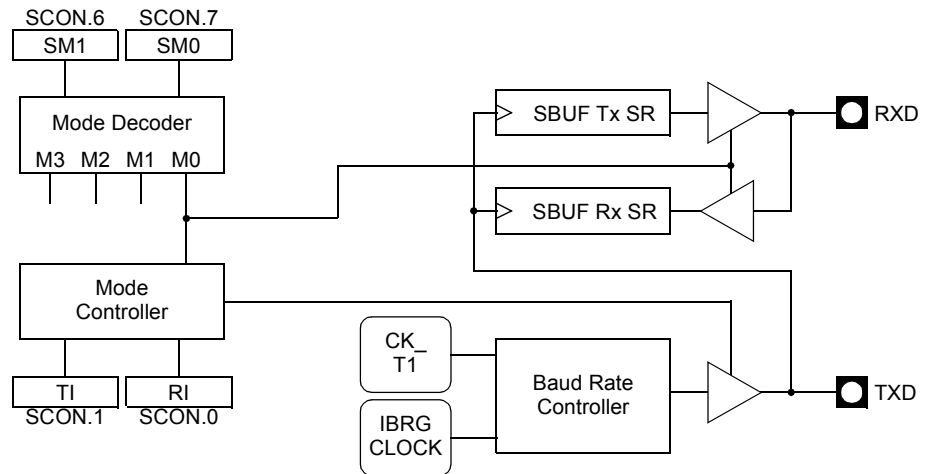 SCON.6 SCON.7
SM1 SM0
Mode Decoder
M3 M2 M1 M0
SBUF Tx SR
RXD
SBUF Rx SR
Mode
Controller
TI RI
SCON.1 SCON.0
CK_
T1
IBRG
CLOCK
Baud Rate
Controller
TXD